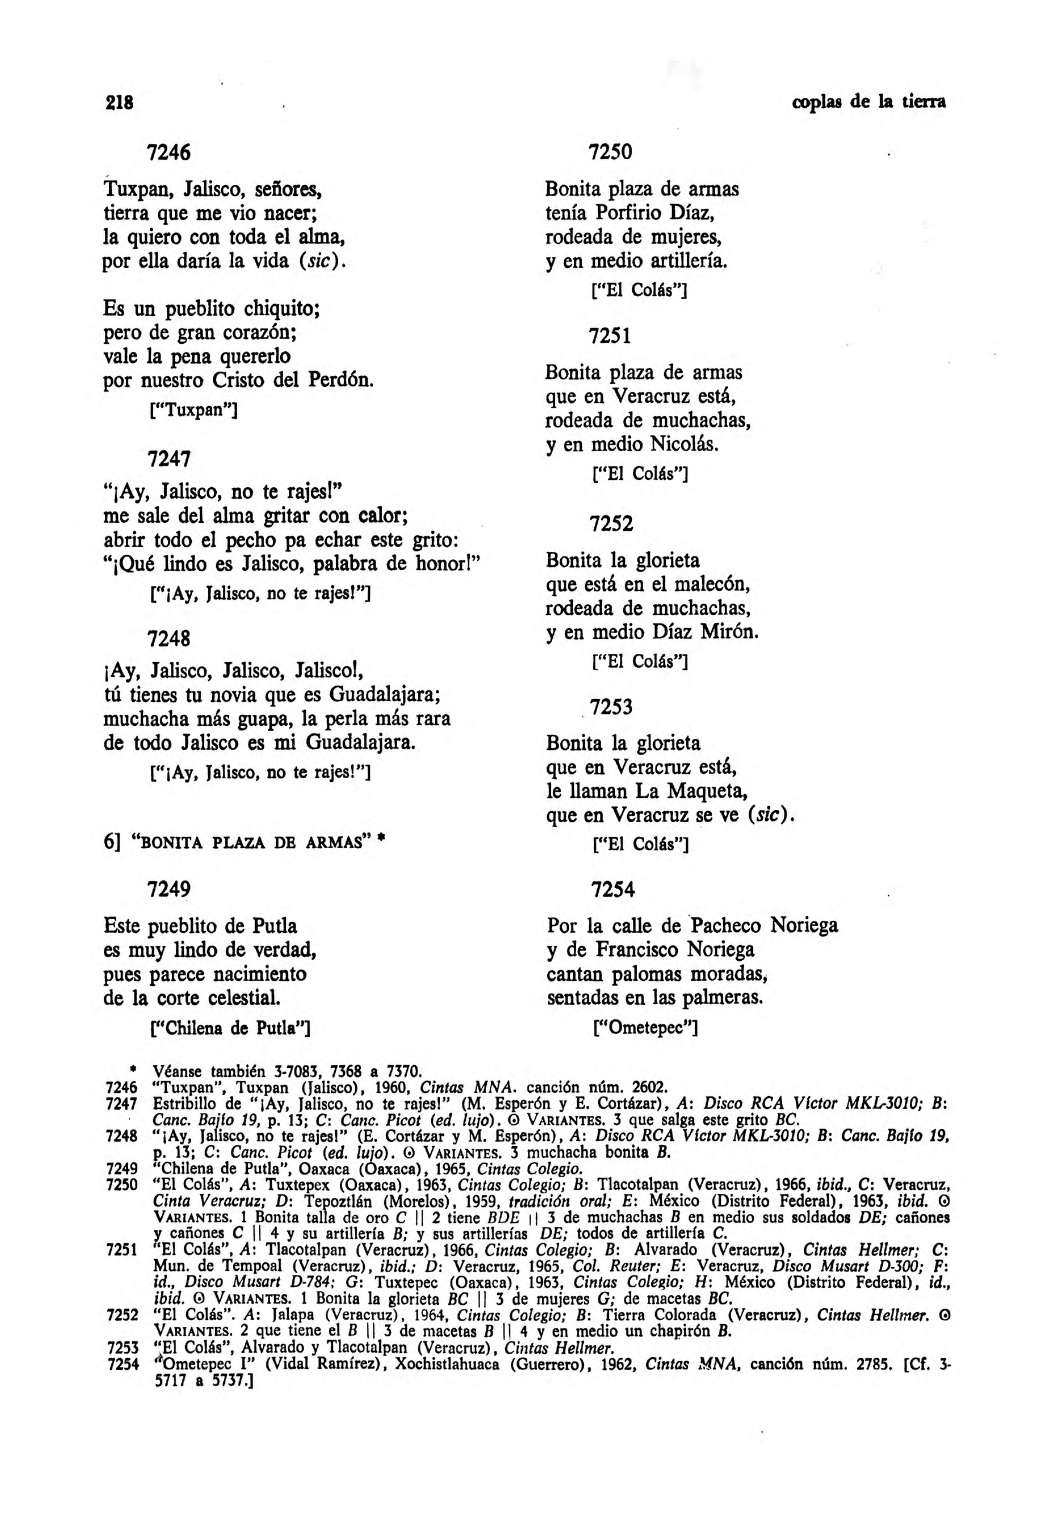 218
coplas de la tierra
7246
Tuxpan, Jalisco, señores,
tierra que me vio nacer;
la quiero con toda el alma,
por ella daría la vida (sic).
Es un pueblito chiquito;
pero de gran corazón;
vale la pena quererlo
por nuestro Cristo del Perdón.
["Tuxpan"]
7247
"¡Ay, Jalisco, no te rajes!"
me sale del alma gritar con calor;
abrir todo el pecho pa echar este grito:
"¡Qué lindo es Jalisco, palabra de honor!"
["¡Ay, Jalisco, no te rajes!"]
7248
¡Ay, Jalisco, Jalisco, Jalisco!,
tú tienes tu novia que es Guadalajara;
muchacha más guapa, la perla más rara
de todo Jalisco es mi Guadalajara.
["¡Ay, Jalisco, no te rajes!"]
6] "BONITA PLAZA DE ARMAS" *
7249
Este pueblito de Putla
es muy lindo de verdad,
pues parece nacimiento
de la corte celestial.
["Chilena de Putla"]
7250
Bonita plaza de armas
tenía Porfirio Díaz,
rodeada de mujeres,
y en medio artillería.
["El Colás"]
7251
Bonita plaza de armas
que en Veracruz está,
rodeada de muchachas,
y en medio Nicolás.
["El Colás"]
7252
Bonita la glorieta
que está en el malecón,
rodeada de muchachas,
y en medio Díaz Mirón.
["El Colás"]
7253
Bonita la glorieta
que en Veracruz está,
le llaman La Maqueta,
que en Veracruz se ve (sic).
["El Colás"]
7254
Por la calle de Pacheco Noriega
y de Francisco Noriega
cantan palomas moradas,
sentadas en las palmeras.
["Ometepec"]
* Véanse también 3-7083, 7368 a 7370.
7246 "Tuxpan", Tuxpan (Jalisco), 1960, Cintas MNA. canción núm. 2602.
7247 Estribillo de "¡Ay, Jalisco, no te rajes!" (M. Esperón y E. Cortázar), A: Disco RCA Víctor MKL-3010; B:
Canc. Bajío 19, p. 13; C: Canc. Picot (ed. lujo). ⊙ VARIANTES. 3 que salga este grito BC.
7248 "¡Ay, Jalisco, no te rajes!" (E. Cortázar y M. Esperón), A: Disco RCA Víctor MKL-3010; B: Canc. Bajío 19,
p. 13; C: Canc. Picot (ed. lujo). ⊙ VARIANTES. 3 muchacha bonita B.
7249 "Chilena de Putla", Oaxaca (Oaxaca), 1965, Cintas Colegio.
7250 "El Colás", A: Tuxtepex (Oaxaca), 1963, Cintas Colegio; B: Tlacotalpan (Veracruz), 1966, ibid., C: Veracruz,
Cinta Veracruz; D: Tepoztlán (Morelos), 1959, tradición oral; E: México (Distrito Federal), 1963, ibid. ⊙
VARIANTES. 1 Bonita talla de oro C || 2 tiene BDE || 3 de muchachas B en medio sus soldados DE; cañones
y cañones C || 4 y su artillería B; y sus artillerías DE; todos de artillería C.
7251 "El Colás", A: Tlacotalpan (Veracruz), 1966, Cintas Colegio; B: Alvarado (Veracruz), Cintas Hellmer; C:
Mun. de Tempoal (Veracruz), ibid.; D: Veracruz, 1965, Col. Reuter; E: Veracruz, Disco Musart D-300; F:
id., Disco Musart D-784; G: Tuxtepec (Oaxaca), 1963, Cintas Colegio; H: México (Distrito Federal), id.,
ibid. ⊙ VARIANTES. 1 Bonita la glorieta BC || 3 de mujeres G; de macetas BC.
7252 "El Colás". A: Jalapa (Veracruz), 1964, Cintas Colegio; B: Tierra Colorada (Veracruz), Cintas Hellmer. ⊙
VARIANTES. 2 que tiene el B || 3 de macetas B || 4 y en medio un chapirón B.
7253 "El Colás", Alvarado y Tlacotalpan (Veracruz), Cintas Hellmer.
7254 "Ometepec I" (Vidal Ramírez), Xochistlahuaca (Guerrero), 1962, Cintas MNA, canción núm. 2785. [Cf. 3-
5717 a 5737.]